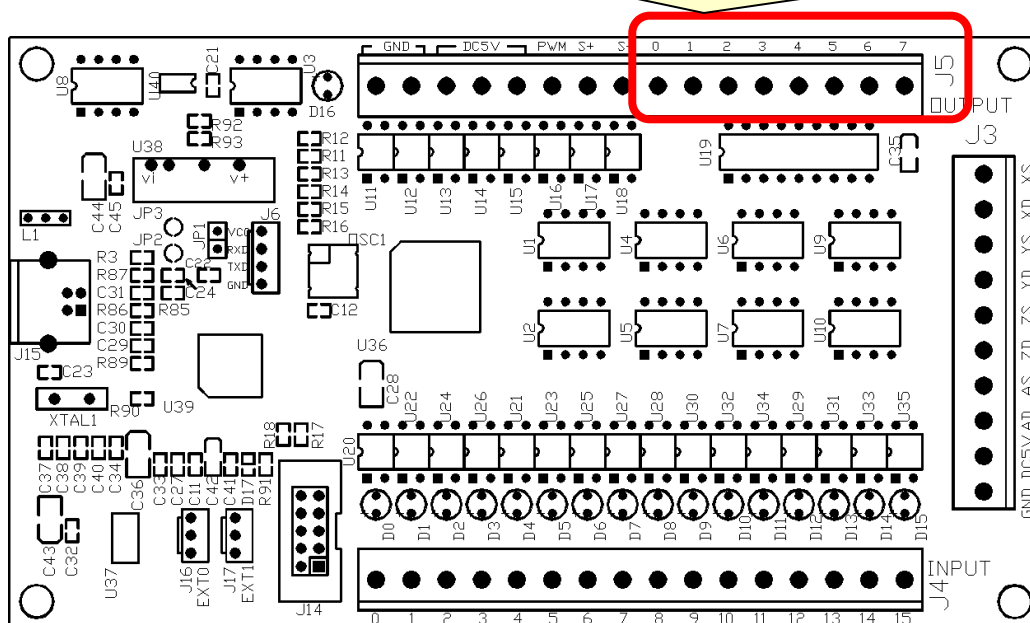 GND DC5V PWM S+ S- 0 1 2 3 4 5 6 7
J5
OUTPUT
U8 U40 C21 U3
D16
R92
R93
R12
R11
R13
R14
R15
R16
U11 U12 U13 U14 U15 U16 U17 U18
U19
C35
J3
U38
vi v+
C44 C45
L1
JP3
JP2
JP1
J6
VCC
RXD
TXD
GND
OSC1
C12
U1 U4 U6 U9
U2 U5 U7 U10
XS
XD
YS
YD
ZS
ZD
AS
AD
DC5V
GND
R3
R87
C31
R86
C30
C29
R89
C22
C24
R85
J15
C23
XTAL1
R90
U39
U36
C28
U20 U22 U24 U26 U21 U23 U25 U27 U28 U30 U32 U34 U29 U31 U33 U35
R18 R17
C37 C38 C39 C40 C34 C36 C33 C27 C11 C42 C41 D17 R91
C43 C32
U37
J16
EXT0
J17
EXT1
J14
D0 D1 D2 D3 D4 D5 D6 D7 D8 D9 D10 D11 D12 D13 D14 D15
INPUT
J4
0 1 2 3 4 5 6 7 8 9 10 11 12 13 14 15